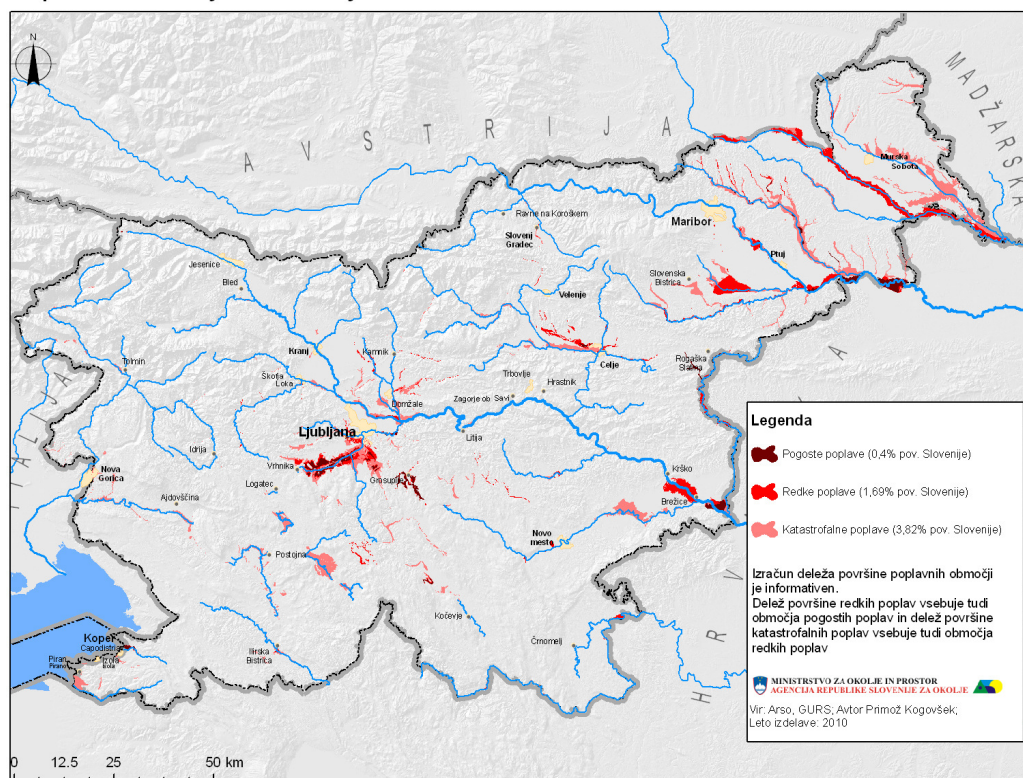 N
AVSTRIJA
MADŽARSKA
Murska
Sobota
Ravne na Koroškem
Slovenj
Gradec
Maribor
Ptuj
Jesenice
Bled
Slovenska
Bistrica
Velenje
Tolmin
Kranj
Kamnik
Celje
Rogaška
Slatina
Škofja
Loka
Trbovlje
Hrastnik
Domžale
Zagorje ob
Savi
Ljubljana
Litija
Idrija
Vrhnika
Nova
Gorica
Logatec
Grosuplje
Krško
Ajdovščina
Brežice
Novo
mesto
Postojna
Kočevje
Koper
Capodistria
Črnomelj
Piran
Pirano
Izola
Isola
Ilirska
Bistrica
Legenda
Pogoste poplave (0,4% pov. Slovenije)
Redke poplave (1,69% pov. Slovenije)
Katastrofalne poplave (3,82% pov. Slovenije)
Izračun deleža površine poplavnih območji
je informativen.
Delež površine redkih poplav vsebuje tudi
območja pogostih poplav in delež površine
katastrofalnih poplav vsebuje tudi območja
redkih poplav
MINISTRSTVO ZA OKOLJE IN PROSTOR
AGENCIJA REPUBLIKE SLOVENIJE ZA OKOLJE
Vir: Arso, GURS; Avtor Primož Kogovšek;
Leto izdelave: 2010
0 12.5 25 50 km